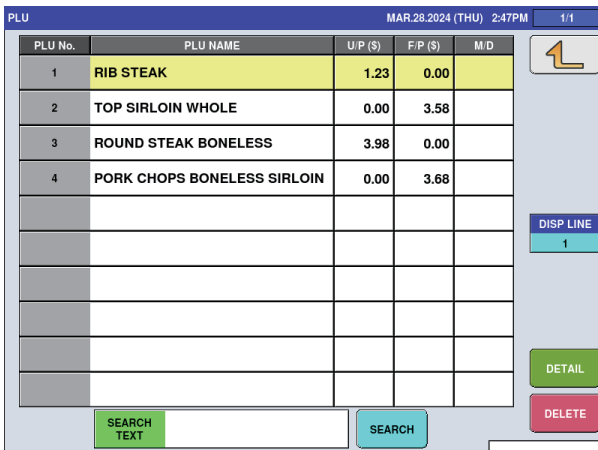 PLU MAR.28.2024 (THU) 2:47PM 1/1
PLU No. PLU NAME U/P ($) F/P ($) M/D
1 RIB STEAK 1.23 0.00
2 TOP SIRLOIN WHOLE 0.00 3.58
3 ROUND STEAK BONELESS 3.98 0.00
4 PORK CHOPS BONELESS SIRLOIN 0.00 3.68
DISP LINE
1
DETAIL
DELETE
SEARCH
TEXT
SEARCH